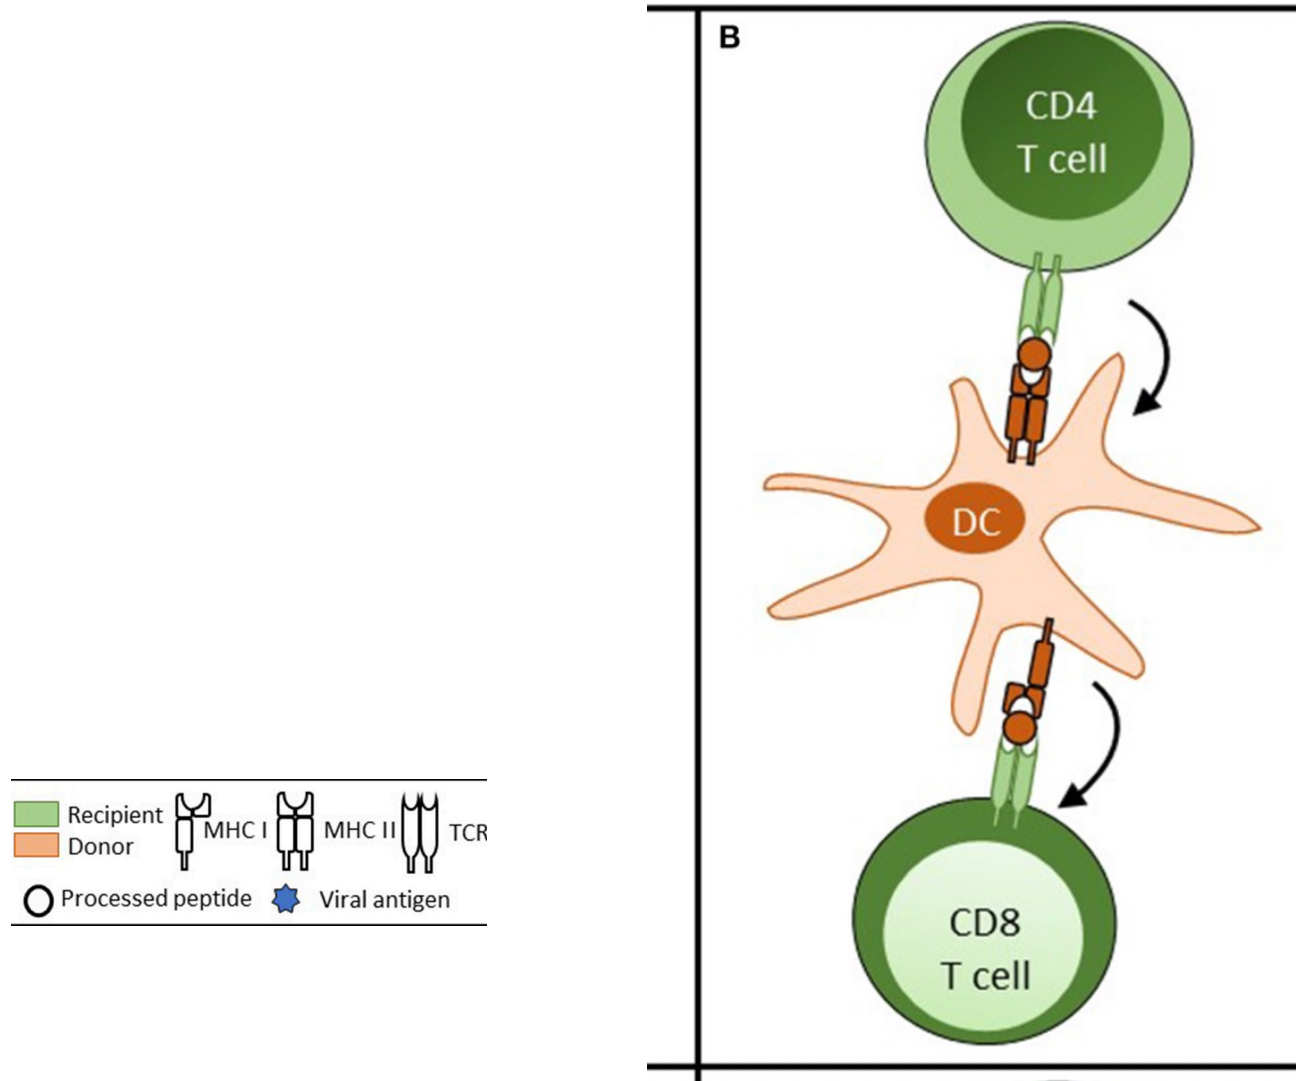 B
CD4
T cell
DC
CD8
T cell
Recipient
MHC I
MHC II
TCR
Donor
Processed peptide
Viral antigen